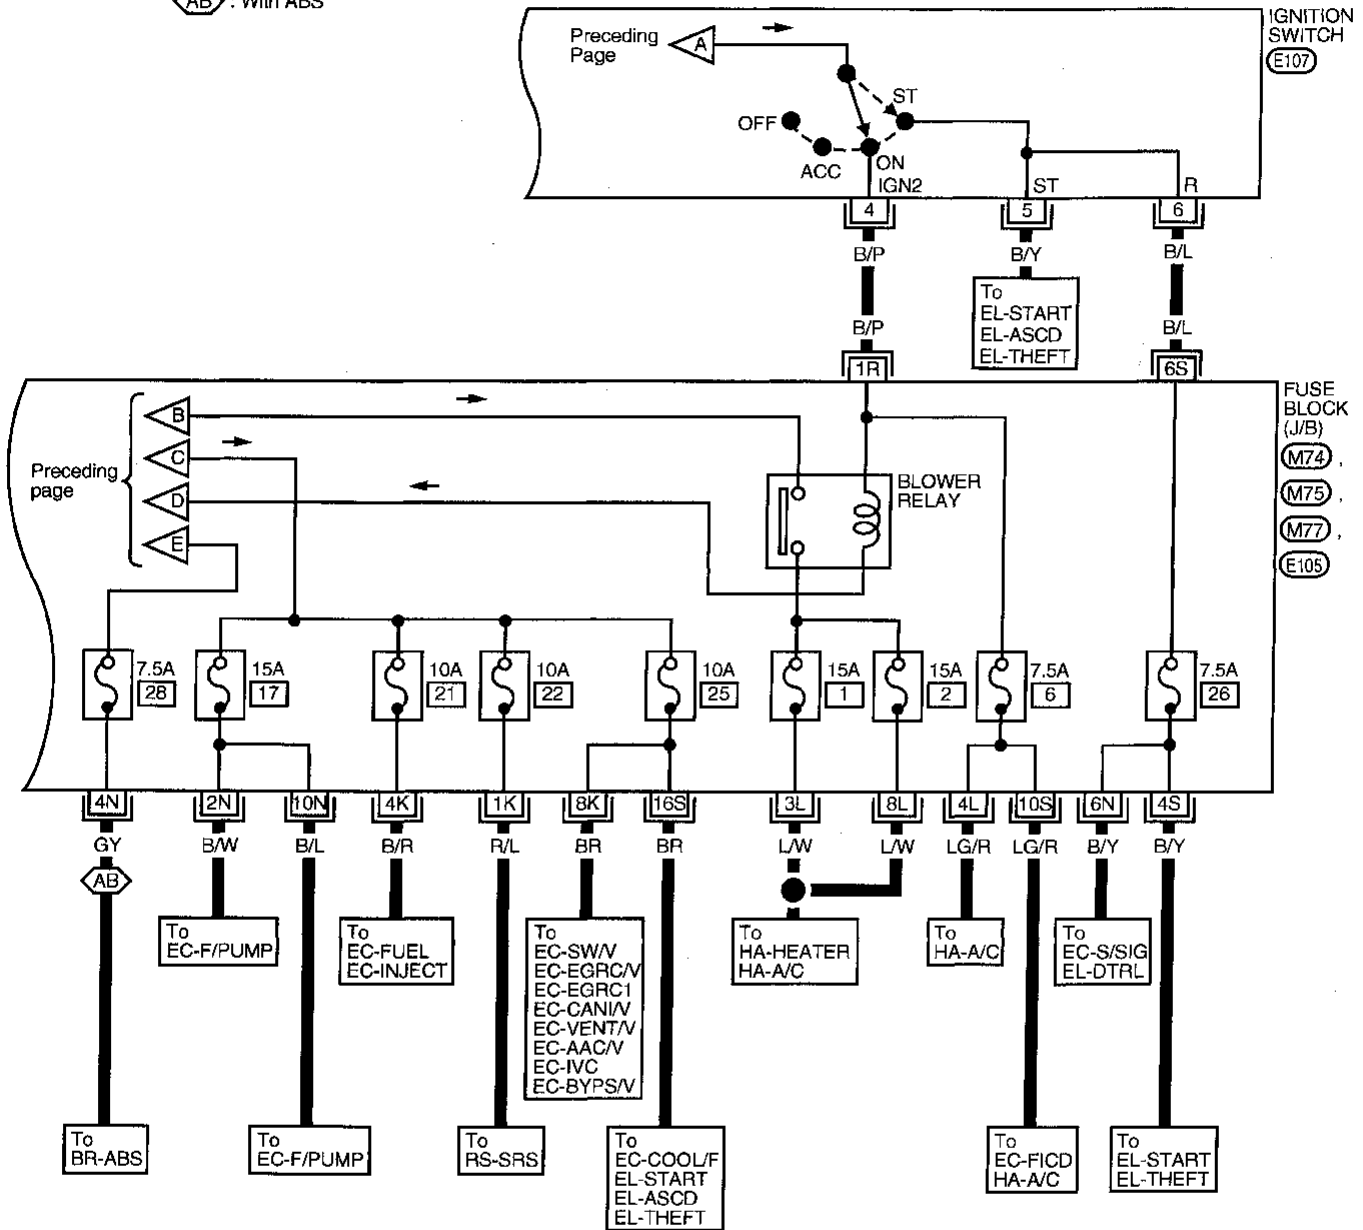 AB : With ABS
Preceding
Page
A
IGNITION
SWITCH
E107
OFF
ACC
ON
ST
IGN2
ST
R
4
5
6
B/P
B/Y
B/L
To
EL-START
EL-ASCD
EL-THEFT
B/P
B/L
1R
6S
Preceding
page
B
C
D
E
BLOWER
RELAY
FUSE
BLOCK
(J/B)
M74 ,
M75 ,
M77 ,
E105
7.5A
28
15A
17
10A
21
10A
22
10A
25
15A
1
15A
2
7.5A
6
7.5A
26
4N
2N
10N
4K
1K
8K
16S
3L
8L
4L
10S
6N
4S
GY
B/W
B/L
B/R
R/L
BR
BR
L/W
L/W
LG/R
LG/R
B/Y
B/Y
AB
To
EC-F/PUMP
To
EC-FUEL
EC-INJECT
To
EC-SW/V
EC-EGRC/V
EC-EGRC1
EC-CANI/V
EC-VENT/V
EC-AAC/V
EC-IVC
EC-BYPS/V
To
HA-HEATER
HA-A/C
To
HA-A/C
To
EC-S/SIG
EL-DTRL
To
BR-ABS
To
EC-F/PUMP
To
RS-SRS
To
EC-COOL/F
EL-START
EL-ASCD
EL-THEFT
To
EC-FICD
HA-A/C
To
EL-START
EL-THEFT